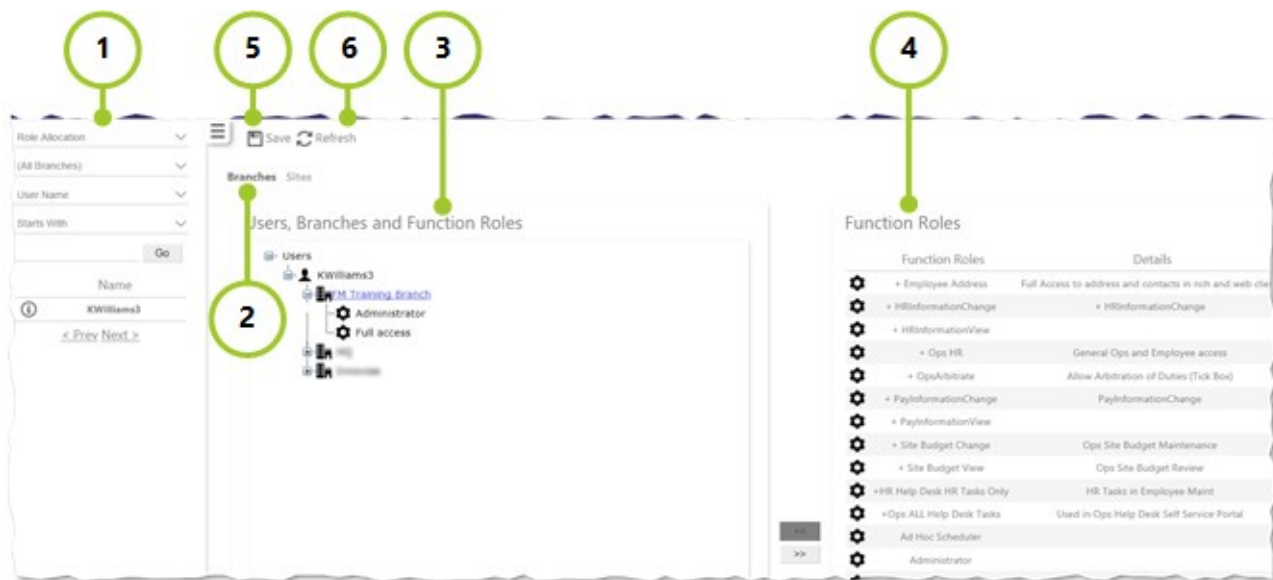 1 5 6 3 4
Role Allocation
(All Branches)
User Name
Starts With
Go
Name
KWilliams3
< Prev Next >
Save Refresh
Branches Sites
2
Users, Branches and Function Roles
Users
KWilliams3
FM Training Branch
Administrator
Full access
<<
>>
Function Roles
Function Roles Details
+ Employee Address Full Access to address and contacts in rich and web clie
+ HRInformationChange + HRInformationChange
+ HRInformationView
+ Ops HR General Ops and Employee access
+ OpsArbitrate Allow Arbitration of Duties (Tick Box)
+ PayInformationChange PayInformationChange
+ PayInformationView
+ Site Budget Change Ops Site Budget Maintenance
+ Site Budget View Ops Site Budget Review
+HR Help Desk HR Tasks Only HR Tasks in Employee Maint
+Ops ALL Help Desk Tasks Used in Ops Help Desk Self Service Portal
Ad Hoc Scheduler
Administrator